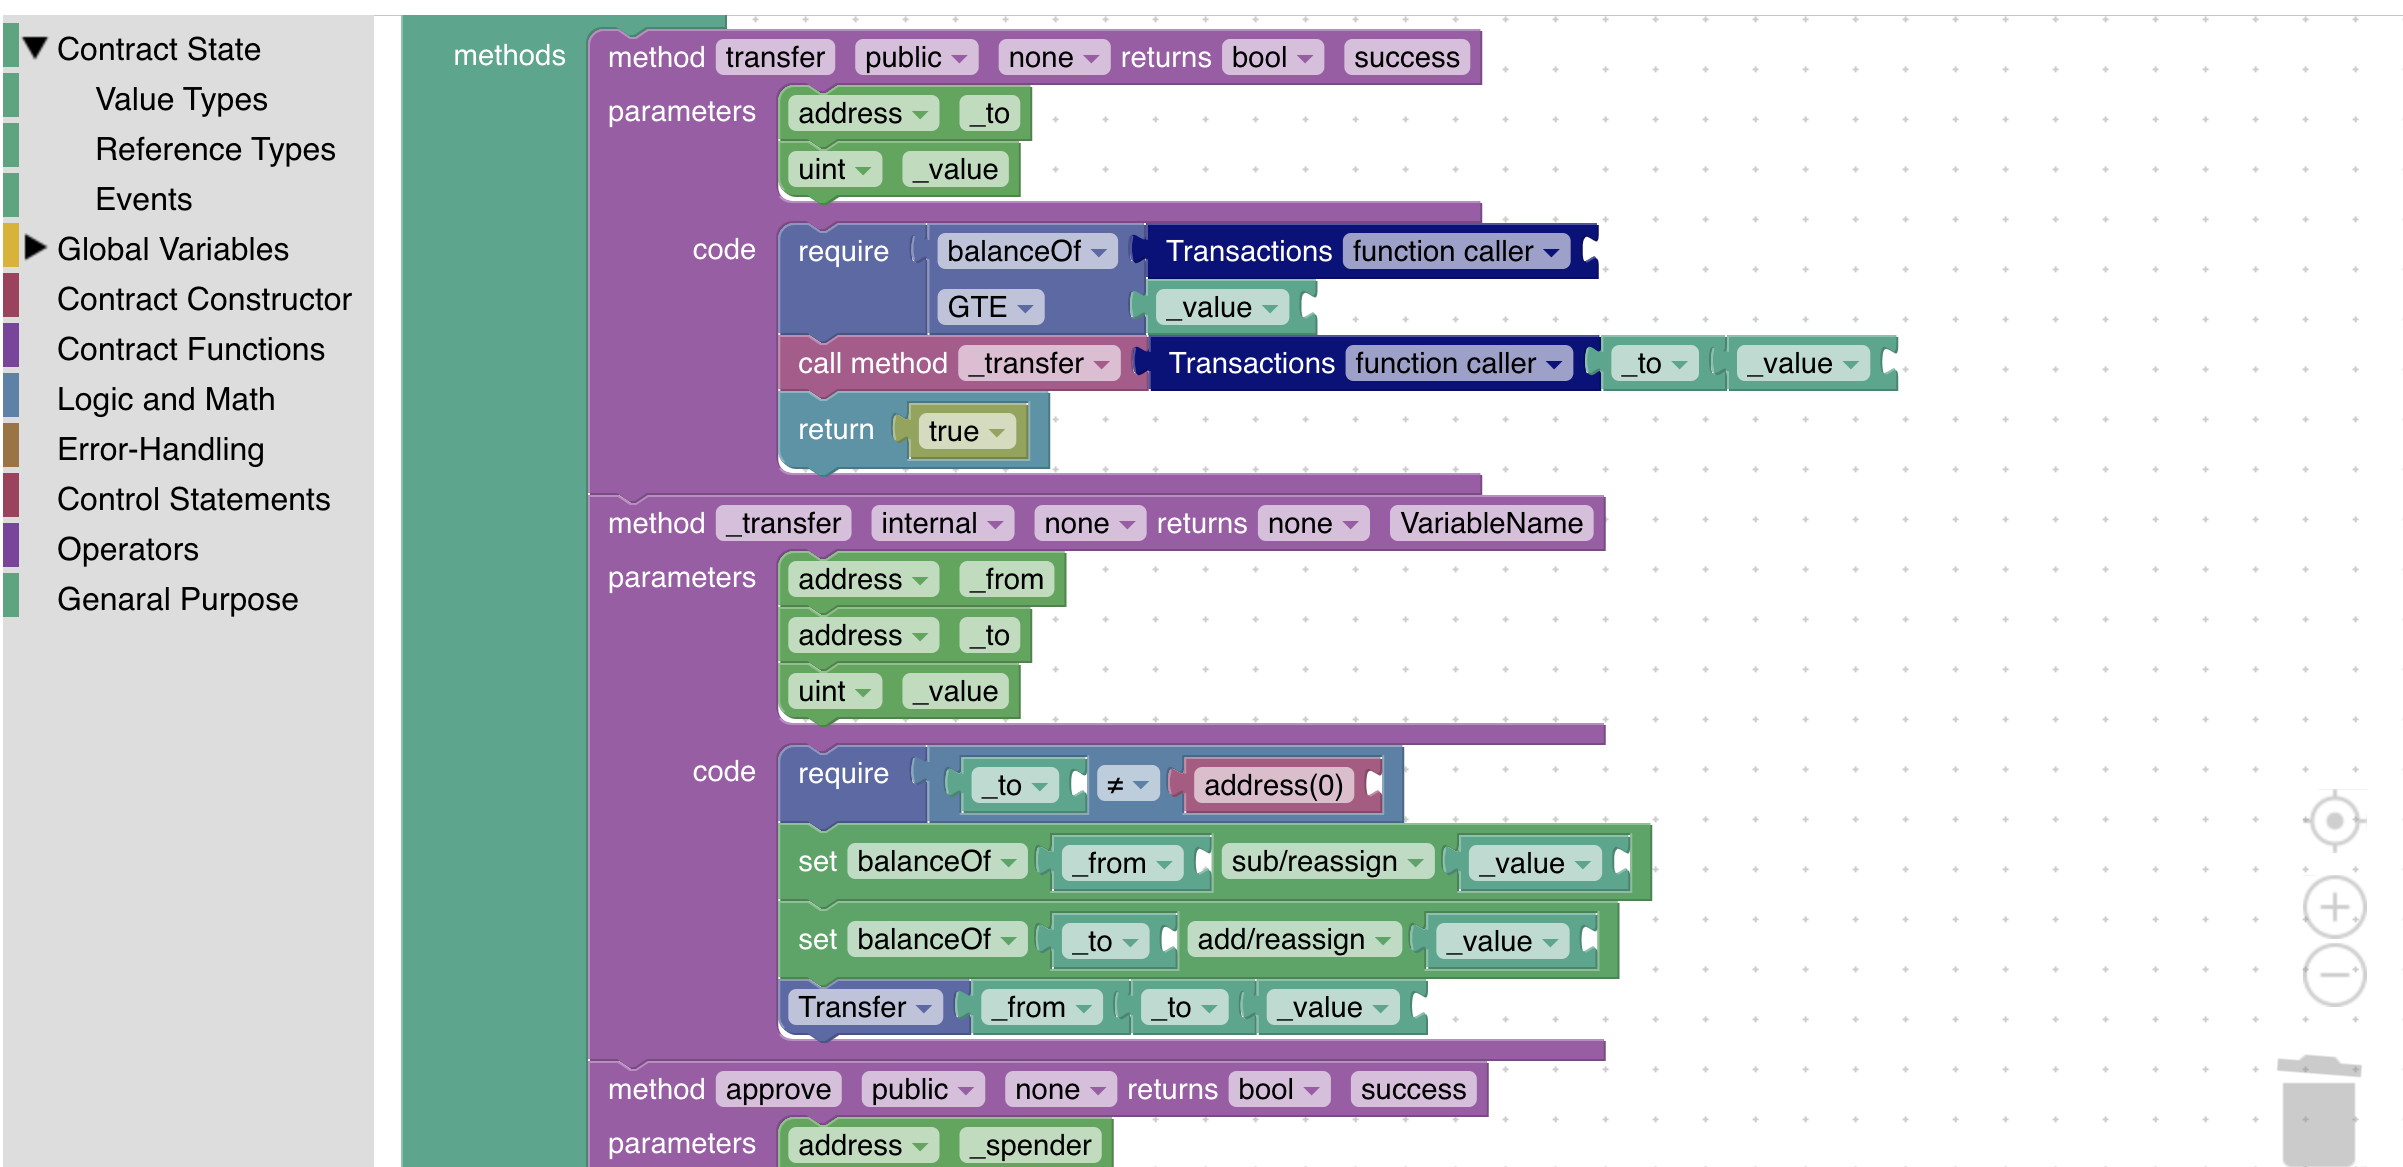 Contract State
Value Types
Reference Types
Events
Global Variables
Contract Constructor
Contract Functions
Logic and Math
Error-Handling
Control Statements
Operators
Genaral Purpose
methods
method transfer public none returns bool success
parameters address _to
uint _value
code require balanceOf Transactions function caller
GTE _value
call method _transfer Transactions function caller _to _value
return true
method _transfer internal none returns none VariableName
parameters address _from
address _to
uint _value
code require _to ≠ address(0)
set balanceOf _from sub/reassign _value
set balanceOf _to add/reassign _value
Transfer _from _to _value
method approve public none returns bool success
parameters address _spender